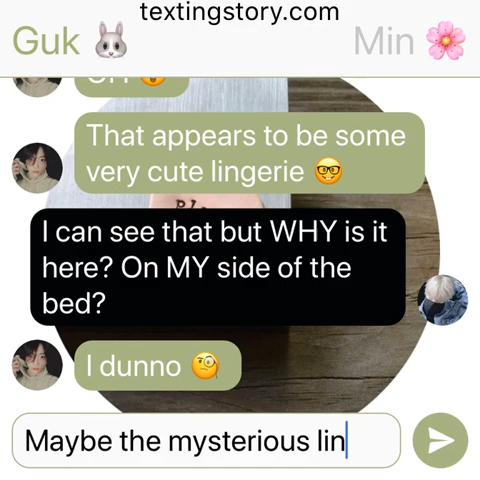 textingstory.com
Guk 🐰 Min 🌸
That appears to be some
very cute lingerie 🤓
I can see that but WHY is it
here? On MY side of the
bed?
I dunno 🧐
Maybe the mysterious lin